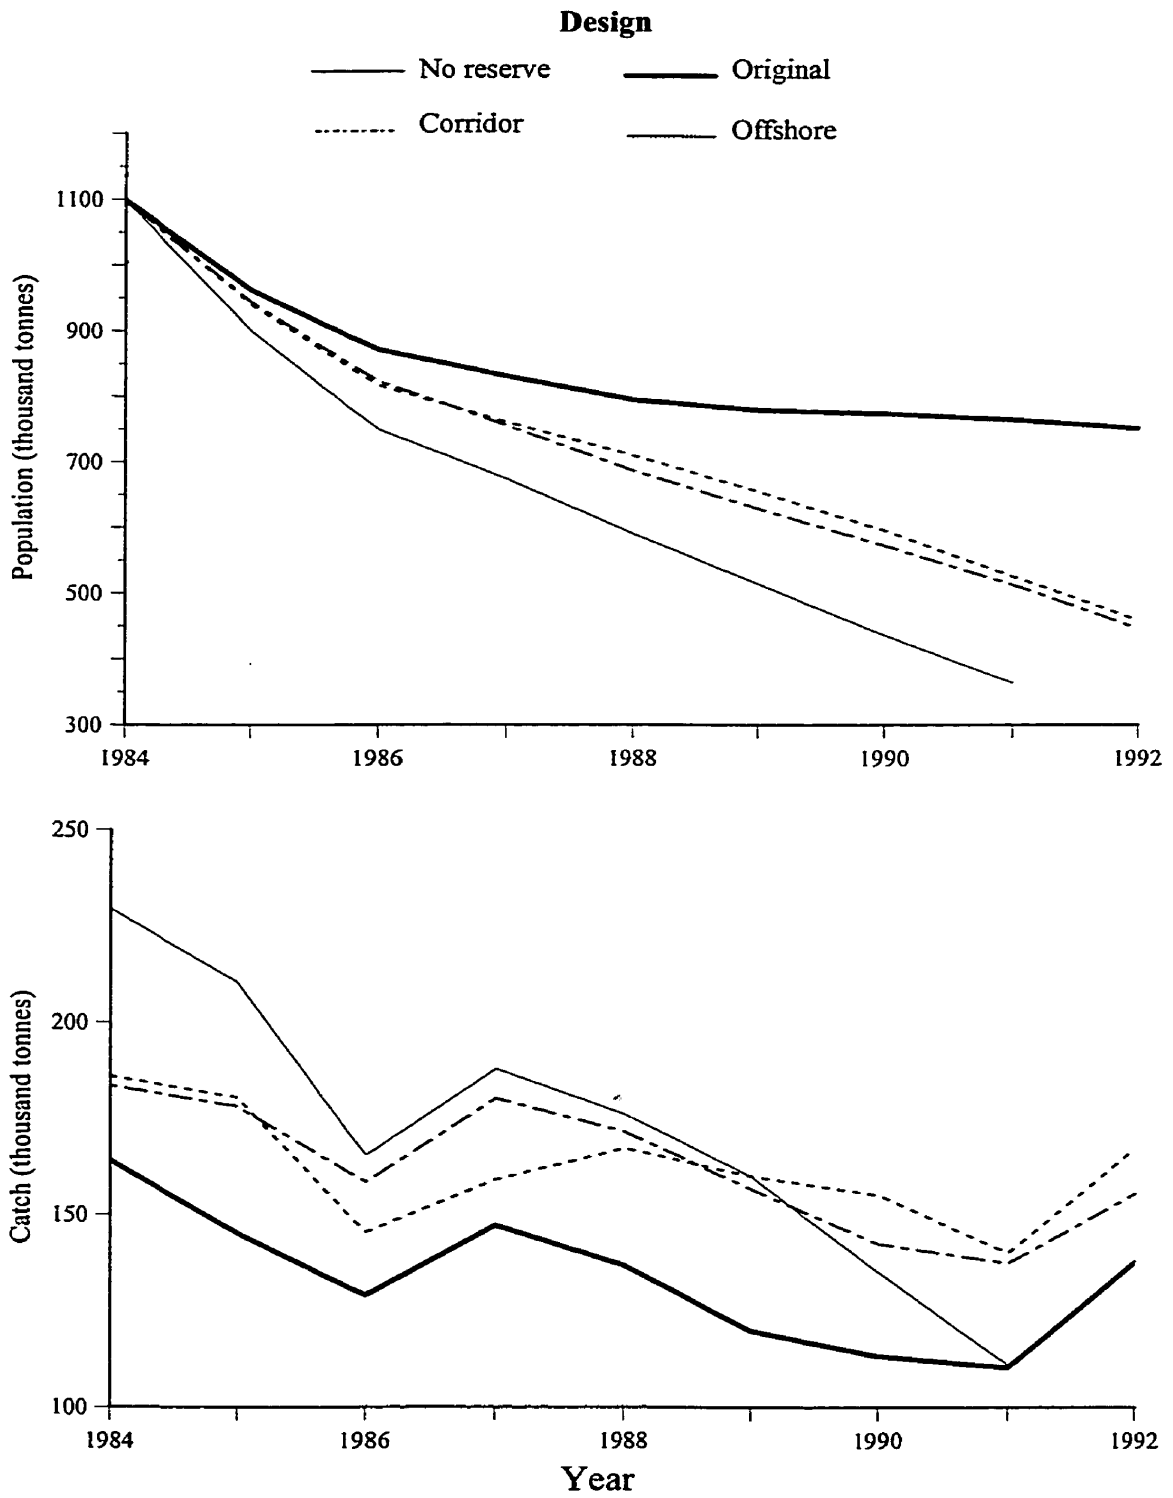 Design
No reserve Original
Corridor Offshore
1100
900
700
500
300
Population (thousand tonnes)
1984 1986 1988 1990 1992
250
200
150
100
Catch (thousand tonnes)
1984 1986 1988 1990 1992
Year